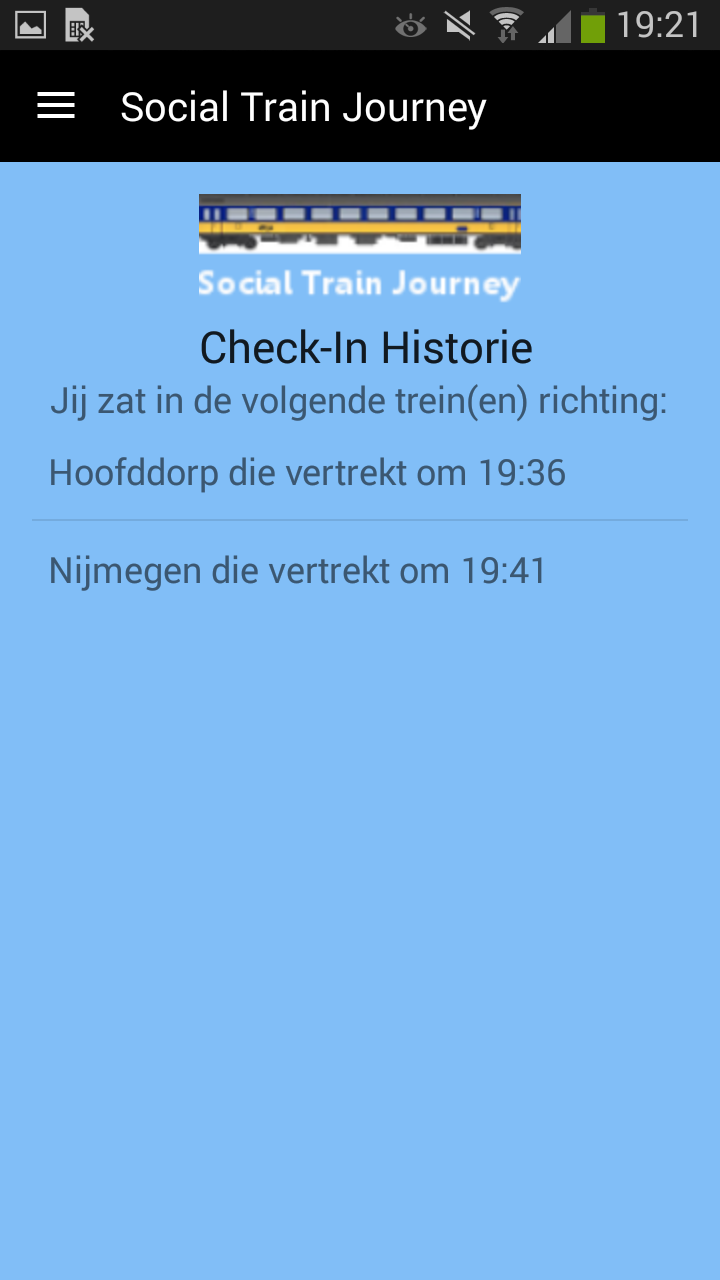 19:21
Social Train Journey
Social Train Journey
Check-In Historie
Jij zat in de volgende trein(en) richting:
Hoofddorp die vertrekt om 19:36
Nijmegen die vertrekt om 19:41